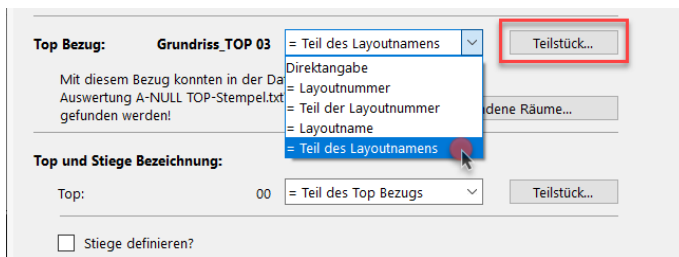 Top Bezug: Grundriss_TOP 03 = Teil des Layoutnamens Teilstück...
Direktangabe
= Layoutnummer
= Teil der Layoutnummer
= Layoutname
= Teil des Layoutnamens
Mit diesem Bezug konnten in der
Auswertung A-NULL TOP-Stempel.txt
gefunden werden! Räume...
Top und Stiege Bezeichnung:
Top: 00 = Teil des Top Bezugs Teilstück...
Stiege definieren?